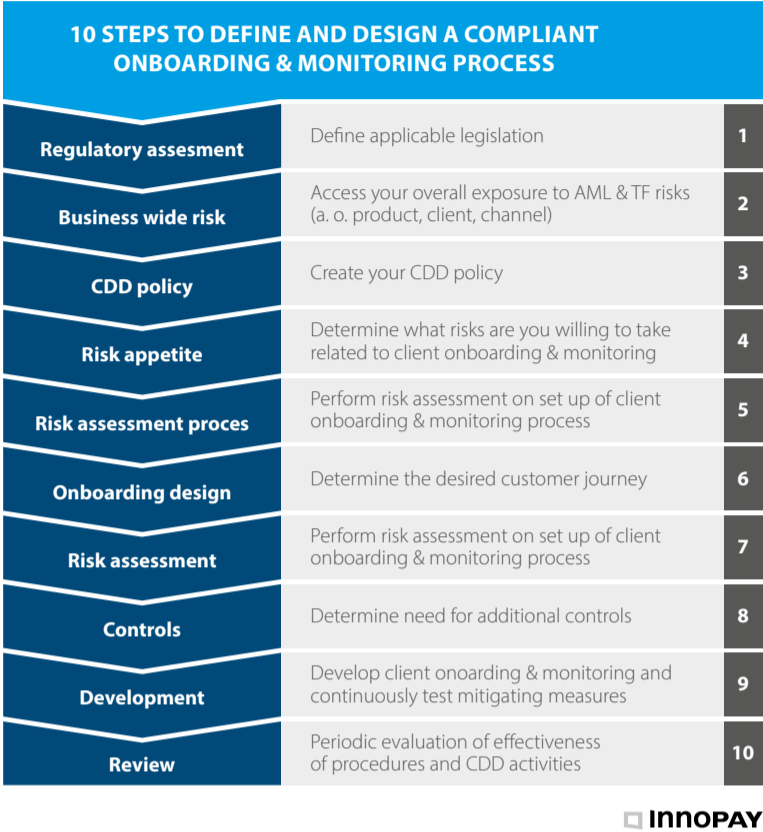 10 STEPS TO DEFINE AND DESIGN A COMPLIANT
ONBOARDING & MONITORING PROCESS
Regulatory assesment
Define applicable legislation
1
Business wide risk
Access your overall exposure to AML & TF risks
(a. o. product, client, channel)
2
CDD policy
Create your CDD policy
3
Risk appetite
Determine what risks are you willing to take
related to client onboarding & monitoring
4
Risk assessment proces
Perform risk assessment on set up of client
onboarding & monitoring process
5
Onboarding design
Determine the desired customer journey
6
Risk assessment
Perform risk assessment on set up of client
onboarding & monitoring process
7
Controls
Determine need for additional controls
8
Development
Develop client onoarding & monitoring and
continuously test mitigating measures
9
Review
Periodic evaluation of effectiveness
of procedures and CDD activities
10
INNOPAY